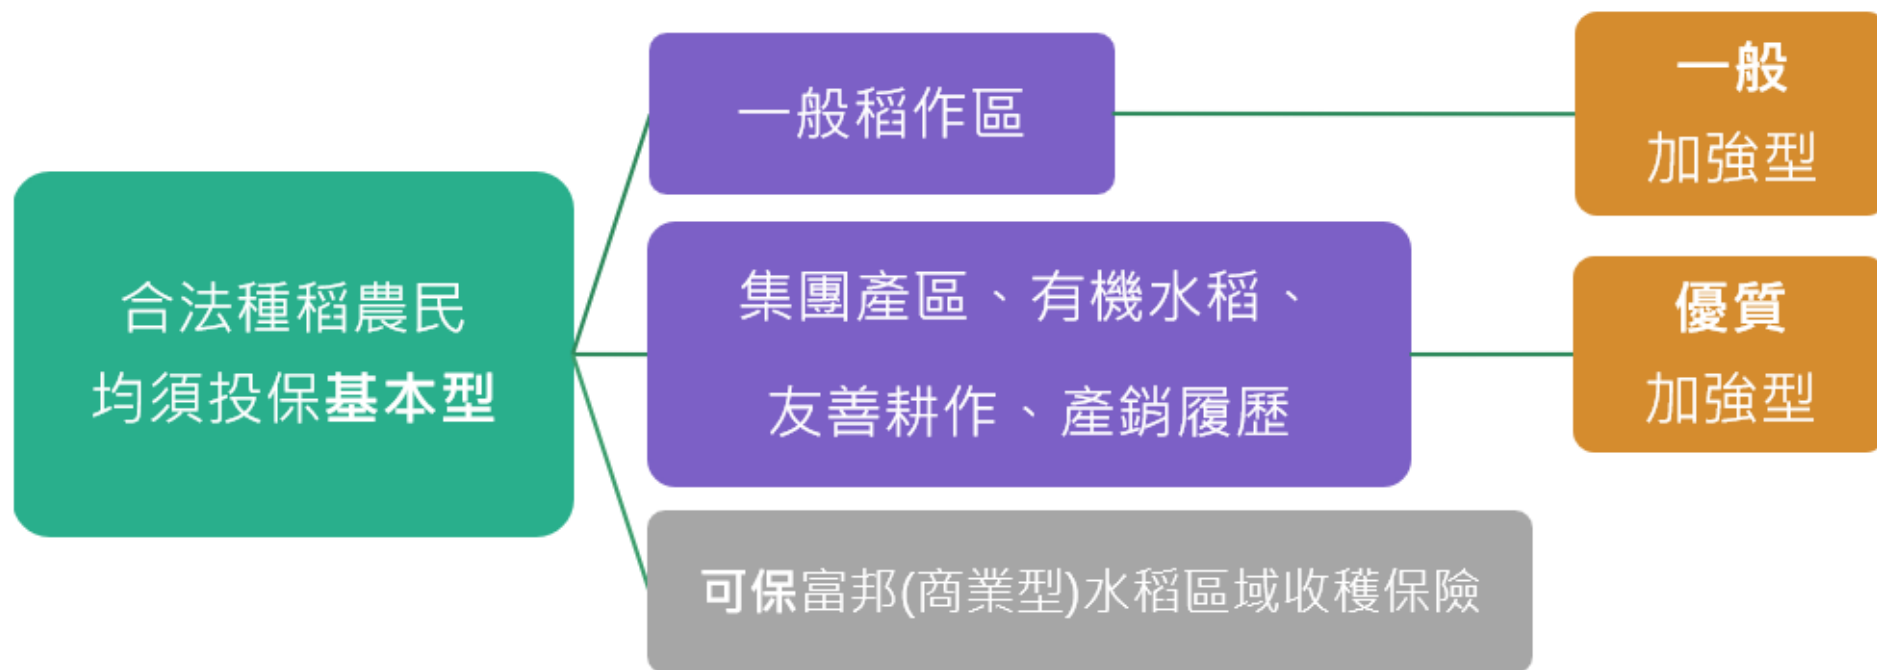 合法種稻農民
均須投保基本型
一般稻作區
一般
加強型
集團產區、有機水稻、
友善耕作、產銷履歷
優質
加強型
可保富邦(商業型)水稻區域收穫保險